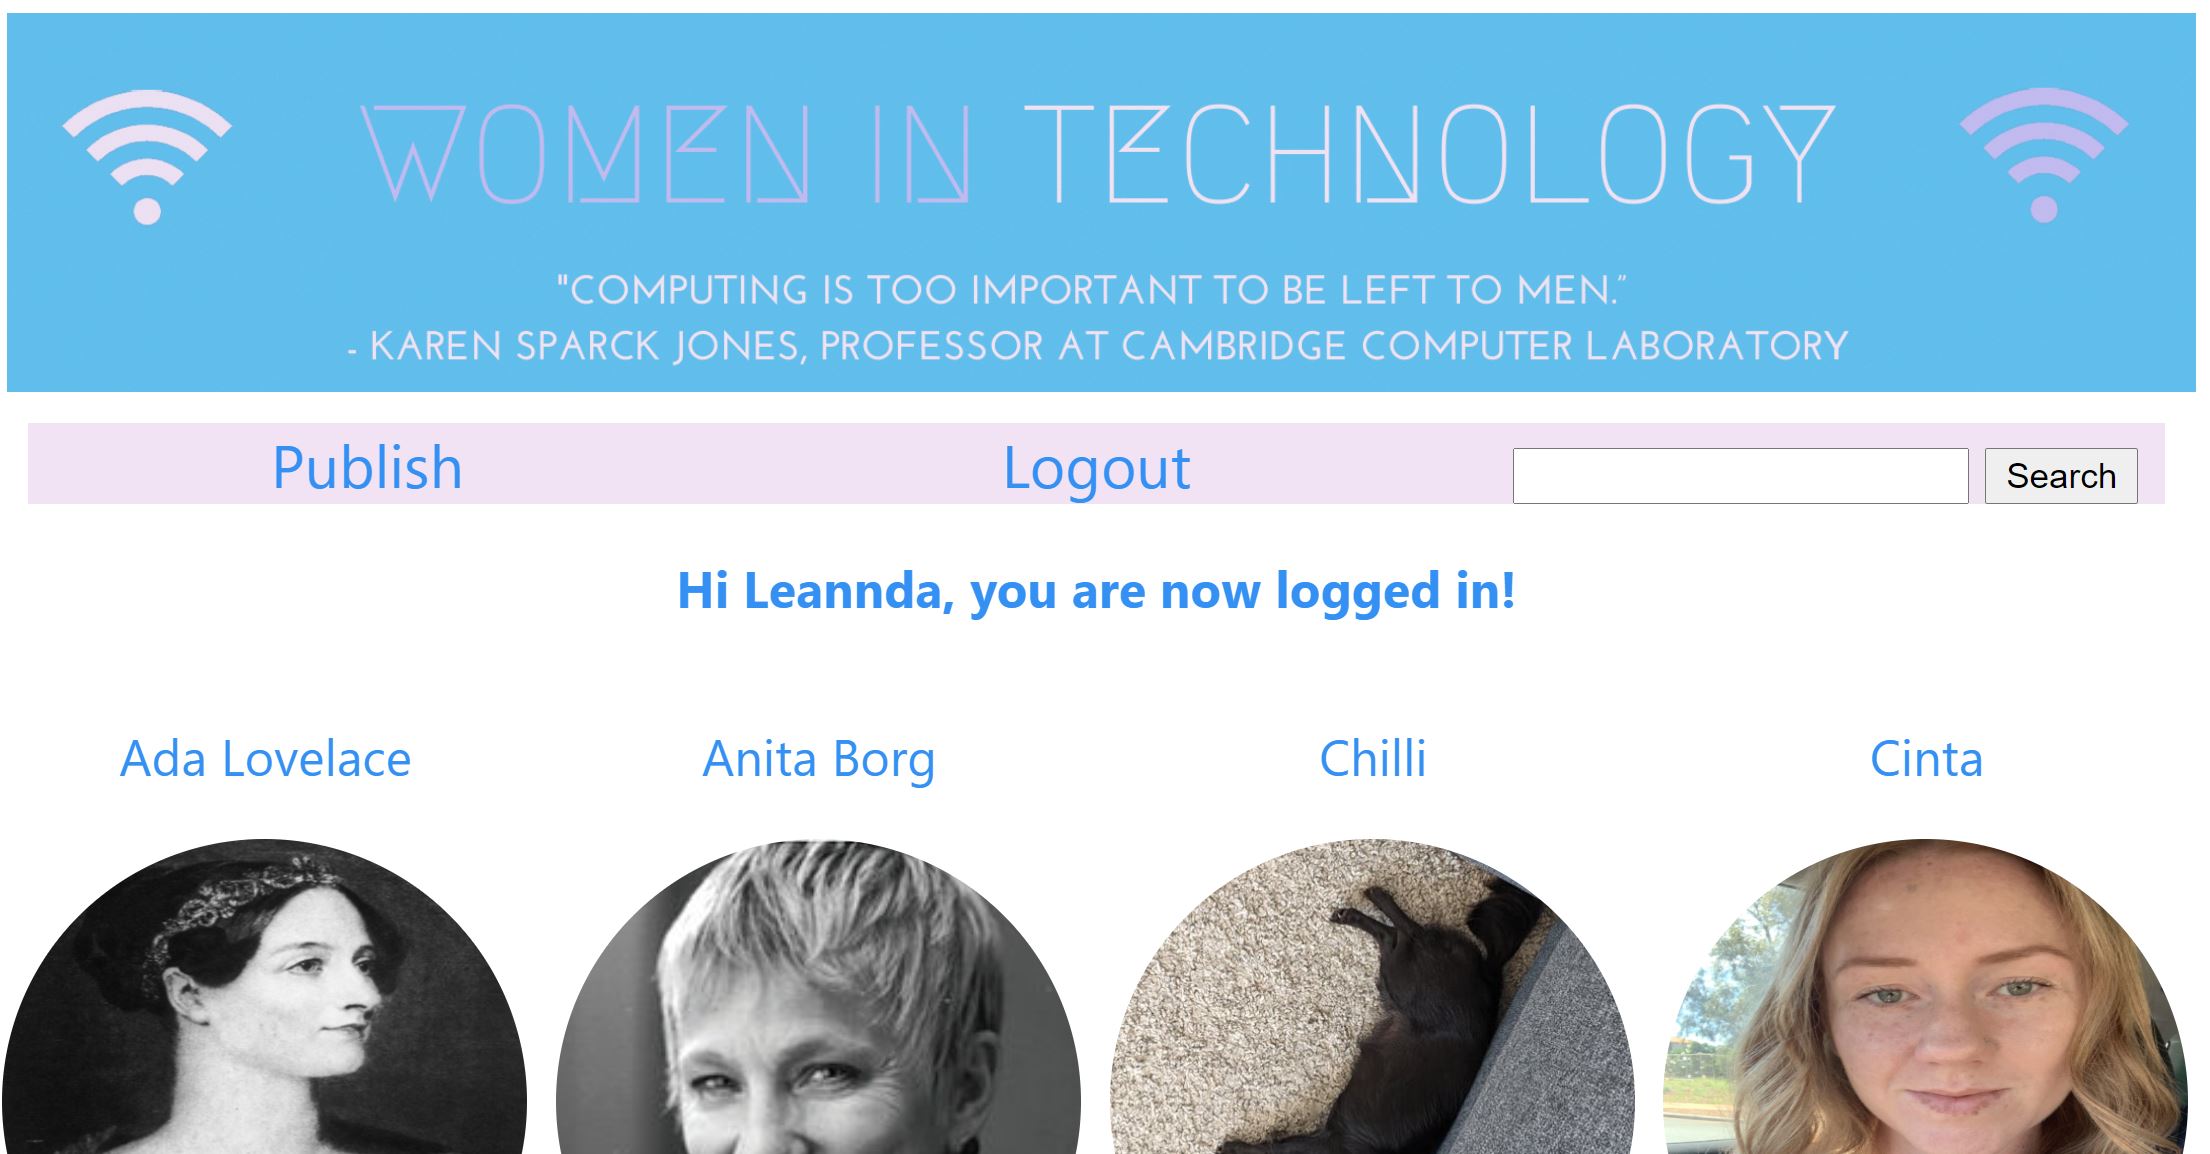 WOMEN IN TECHNOLOGY
"COMPUTING IS TOO IMPORTANT TO BE LEFT TO MEN.”
- KAREN SPARCK JONES, PROFESSOR AT CAMBRIDGE COMPUTER LABORATORY
Publish Logout Search
Hi Leannda, you are now logged in!
Ada Lovelace Anita Borg Chilli Cinta